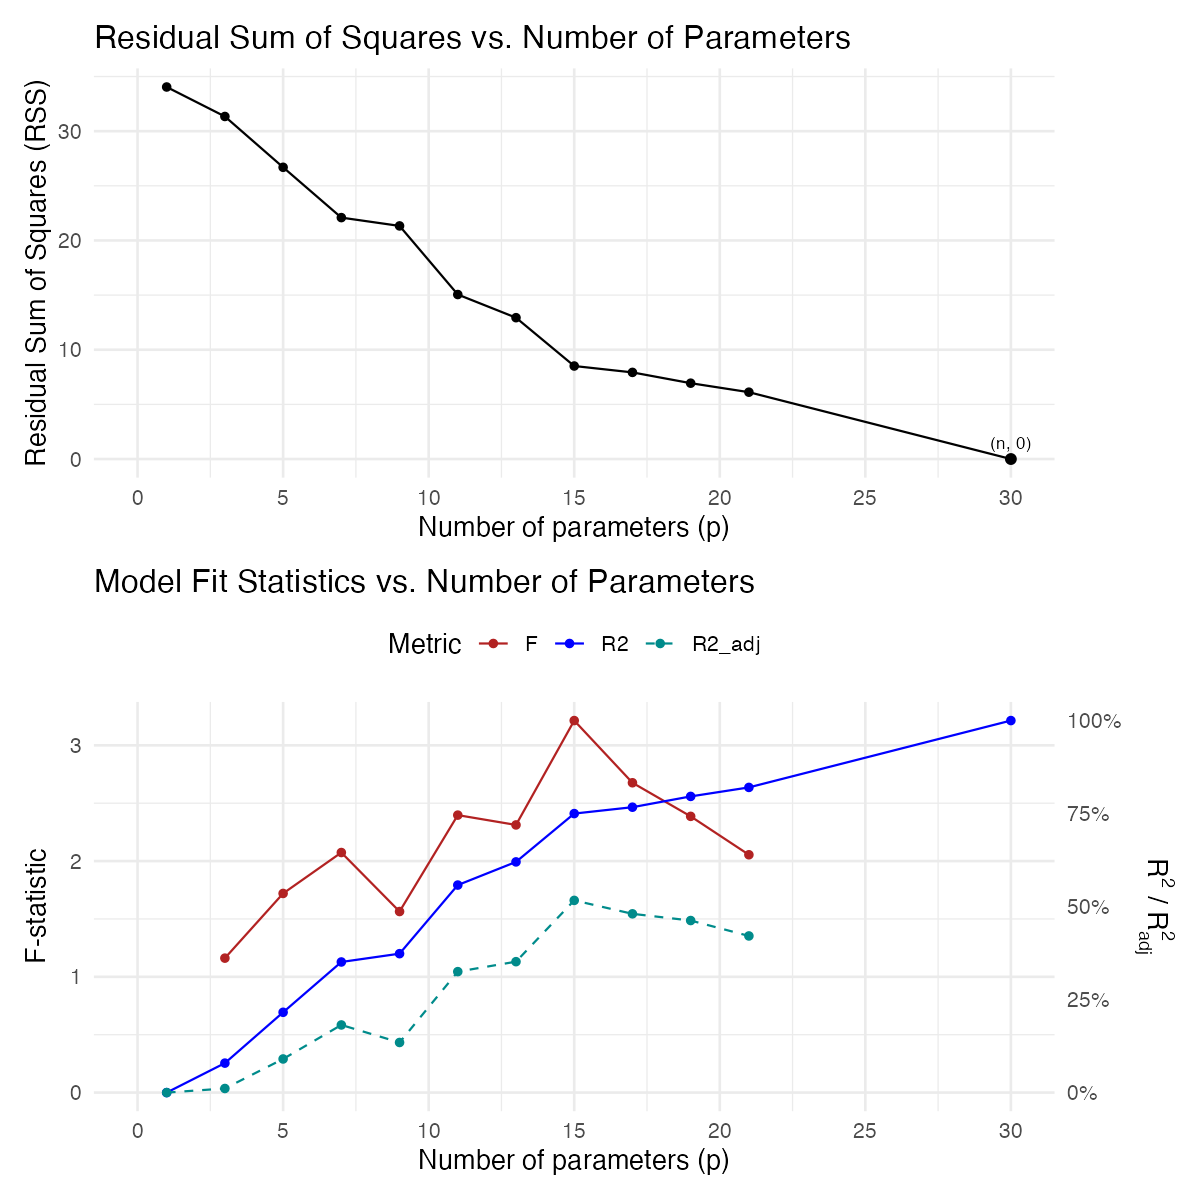 Residual Sum of Squares vs. Number of Parameters
Residual Sum of Squares (RSS)
30
20
10
0
(n, 0)
0 5 10 15 20 25 30
Number of parameters (p)
Model Fit Statistics vs. Number of Parameters
Metric F R2 R2_adj
F-statistic
3
2
1
0
100%
75%
50%
25%
0%
R² / R²adj
0 5 10 15 20 25 30
Number of parameters (p)